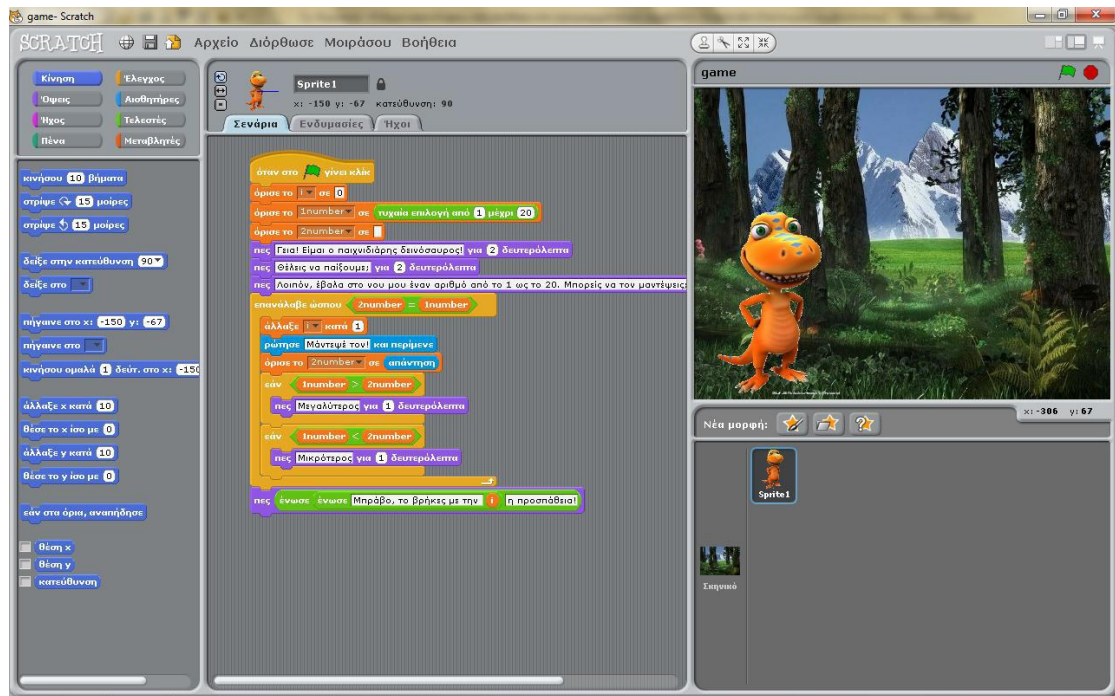 game- Scratch
SCRATCH Αρχείο Διόρθωσε Μοιράσου Βοήθεια
Κίνηση Έλεγχος
Όψεις Αισθητήρες
Ήχος Τελεστές
Πένα Μεταβλητές
κινήσου 10 βήματα
στρίψε 15 μοίρες
στρίψε 15 μοίρες
δείξε στην κατεύθυνση 90
δείξε στο
πήγαινε στο x: -150 y: -67
πήγαινε στο
κινήσου ομαλά 1 δεύτ. στο x: -150
άλλαξε x κατά 10
θέσε το x ίσο με 0
άλλαξε y κατά 10
θέσε το y ίσο με 0
εάν στα όρια, αναπήδησε
θέση x
θέση y
κατεύθυνση
Sprite1
x: -150 y: -67 κατεύθυνση: 90
Σενάρια Ενδυμασίες Ήχοι
όταν στο γίνει κλίκ
όρισε το i σε 0
όρισε το 1number σε τυχαία επιλογή από 1 μέχρι 20
όρισε το 2number σε
πες Γεια! Είμαι ο παιχνιδιάρης δεινόσαυρος! για 2 δευτερόλεπτα
πες Θέλεις να παίξουμε; για 2 δευτερόλεπτα
πες Λοιπόν, έβαλα στο νου μου έναν αριθμό από το 1 ως το 20. Μπορείς να τον μαντέψεις;
επανάλαβε ώσπου 2number = 1number
άλλαξε i κατά 1
ρώτησε Μάντεψέ τον! και περίμενε
όρισε το 2number σε απάντηση
εάν 1number > 2number
πες Μεγαλύτερος για 1 δευτερόλεπτα
εάν 1number < 2number
πες Μικρότερος για 1 δευτερόλεπτα
πες ένωσε ένωσε Μπράβο, το βρήκες με την i η προσπάθεια!
game
x: -306 y: 67
Νέα μορφή:
Sprite1
Σκηνικό